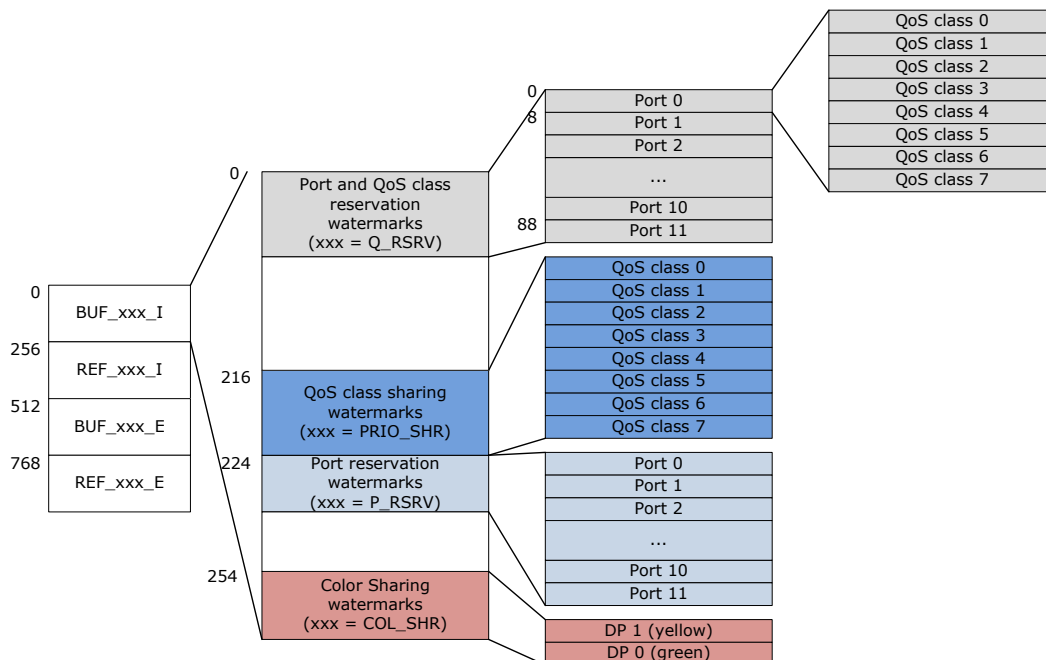 0
BUF_xxx_I
256
REF_xxx_I
512
BUF_xxx_E
768
REF_xxx_E
0
Port and QoS class
reservation
watermarks
(xxx = Q_RSRV)
216
QoS class sharing
watermarks
(xxx = PRIO_SHR)
224
Port reservation
watermarks
(xxx = P_RSRV)
254
Color Sharing
watermarks
(xxx = COL_SHR)
0
Port 0
8
Port 1
Port 2
...
Port 10
88
Port 11
QoS class 0
QoS class 1
QoS class 2
QoS class 3
QoS class 4
QoS class 5
QoS class 6
QoS class 7
Port 0
Port 1
Port 2
...
Port 10
Port 11
DP 1 (yellow)
DP 0 (green)
QoS class 0
QoS class 1
QoS class 2
QoS class 3
QoS class 4
QoS class 5
QoS class 6
QoS class 7